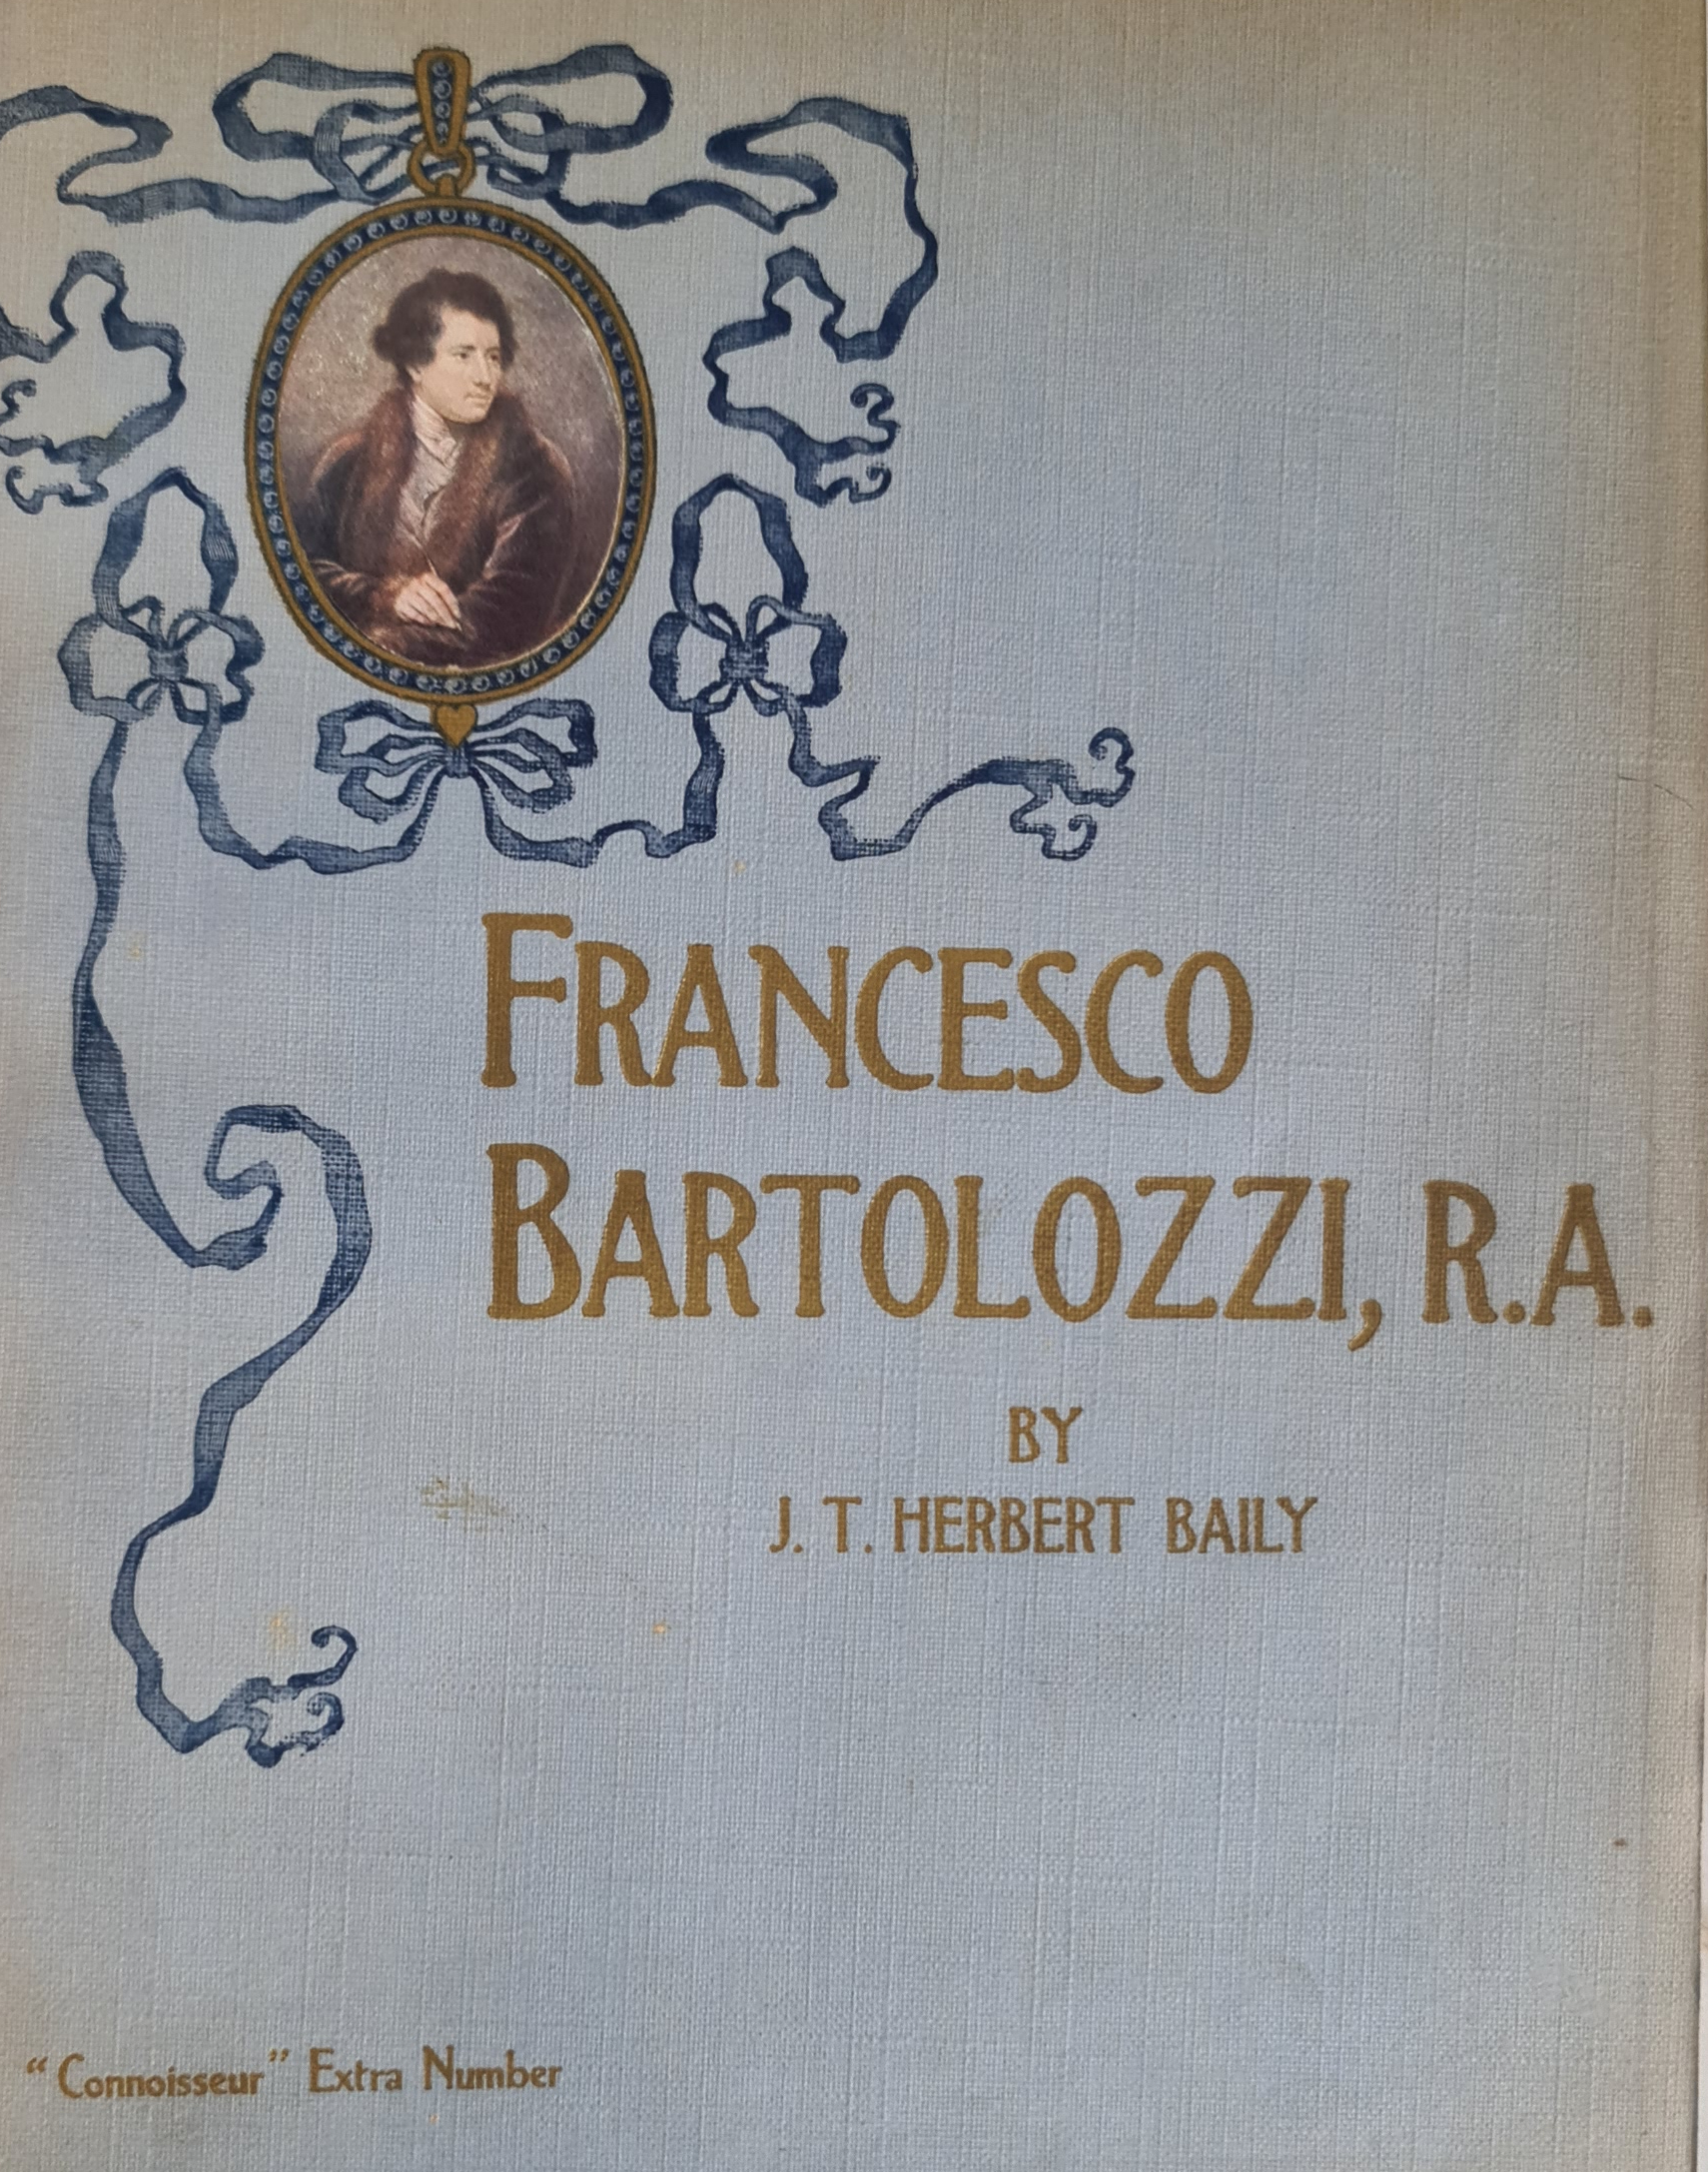 FRANCESCO
BARTOLOZZI, R.A.
BY
J. T. HERBERT BAILY
“Connoisseur” Extra Number